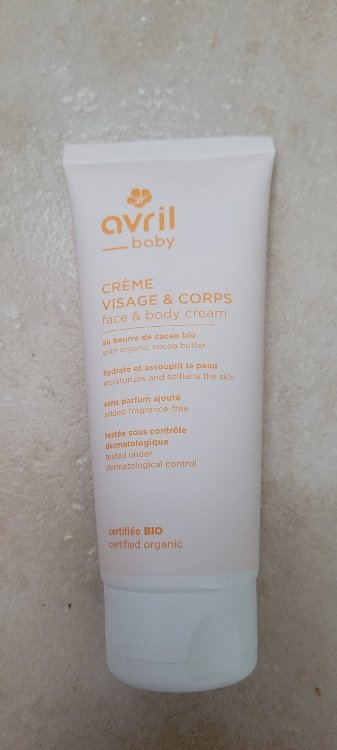 avril
baby
CRÈME
VISAGE & CORPS
face & body cream
au beurre de cacao bio
with organic cocoa butter
hydrate et assouplit la peau
moisturizes and softens the skin
sans parfum ajouté
added fragrance-free
testée sous contrôle
dermatologique
tested under
dermatological control
certifiée BIO
certified organic